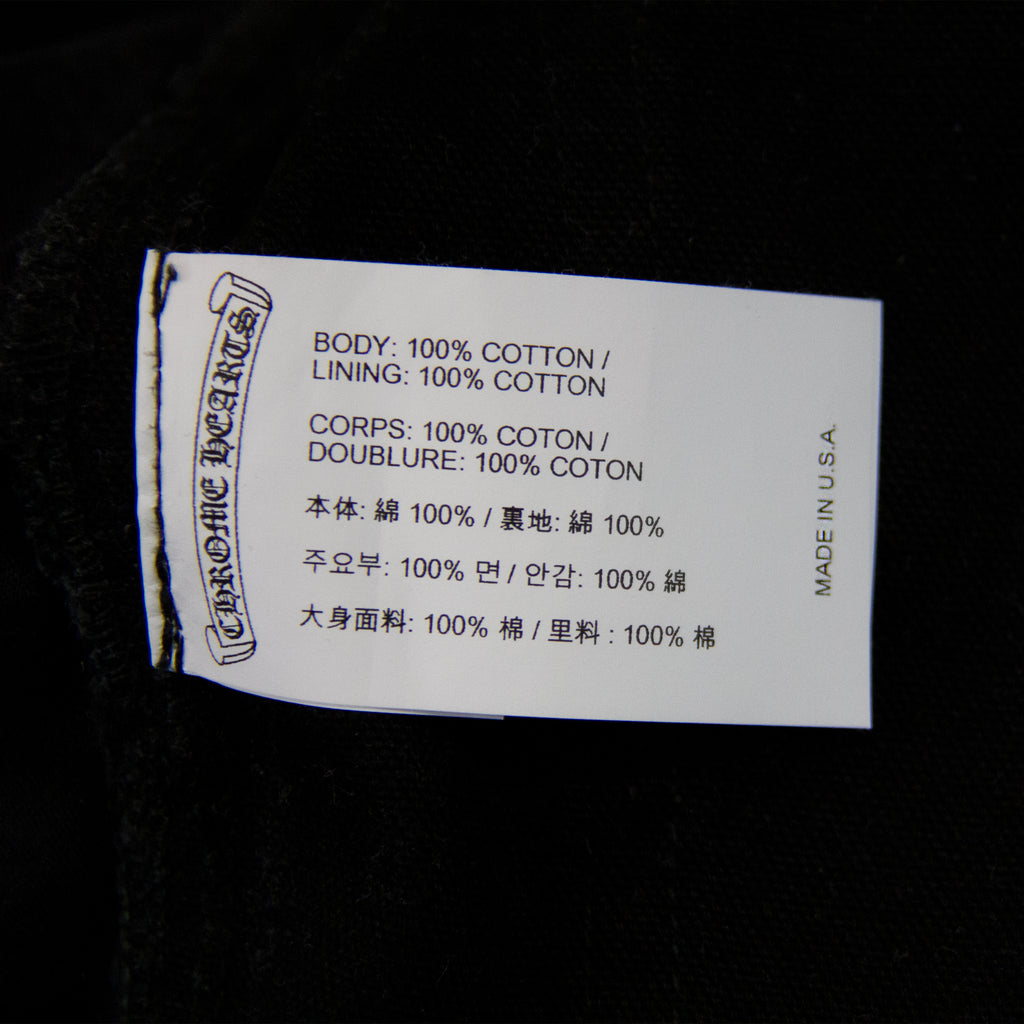 CHROME HEARTS
BODY: 100% COTTON /
LINING: 100% COTTON
CORPS: 100% COTON /
DOUBLURE: 100% COTON
本体: 綿 100% / 裏地: 綿 100%
주요부: 100% 면 / 안감: 100% 綿
大身面料: 100% 棉 / 里料 : 100% 棉
MADE IN U.S.A.